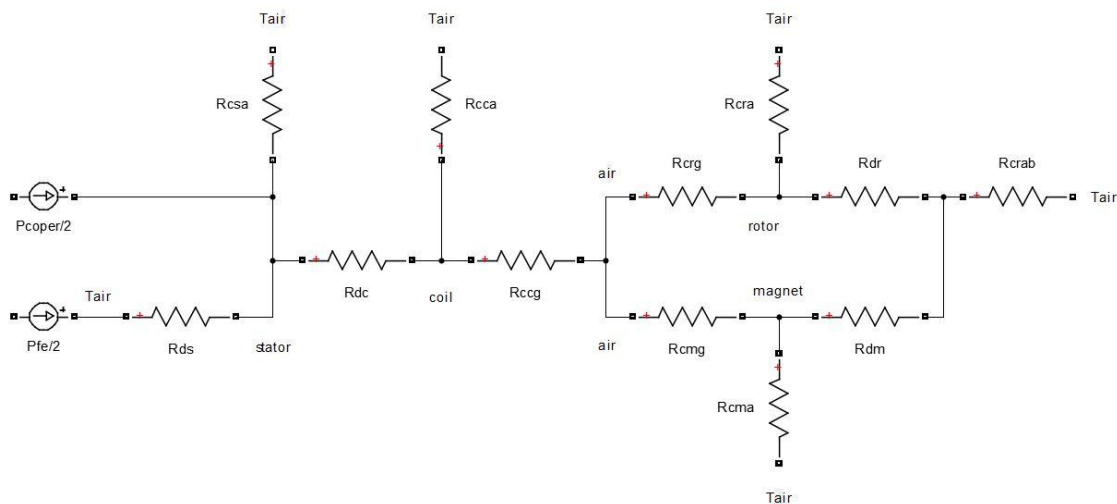 Tair
Tair
Tair
Rcsa
Rcca
Rcra
air
Rcrg
Rdr
Rcrab
Tair
Pcoper/2
rotor
Tair
Rdc
coil
Rccg
magnet
Pfe/2
Rds
stator
air
Rcmg
Rdm
Rcma
Tair